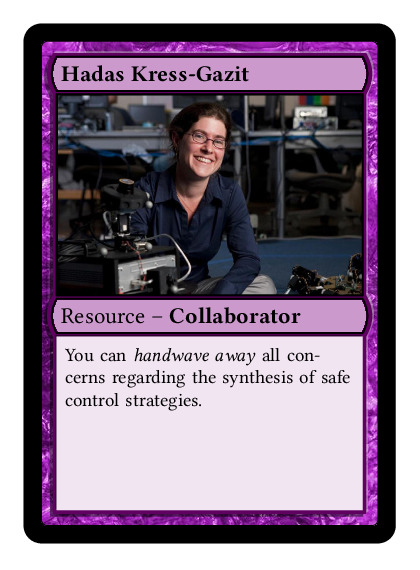 Hadas Kress-Gazit
Resource – Collaborator
You can handwave away all con-
cerns regarding the synthesis of safe
control strategies.